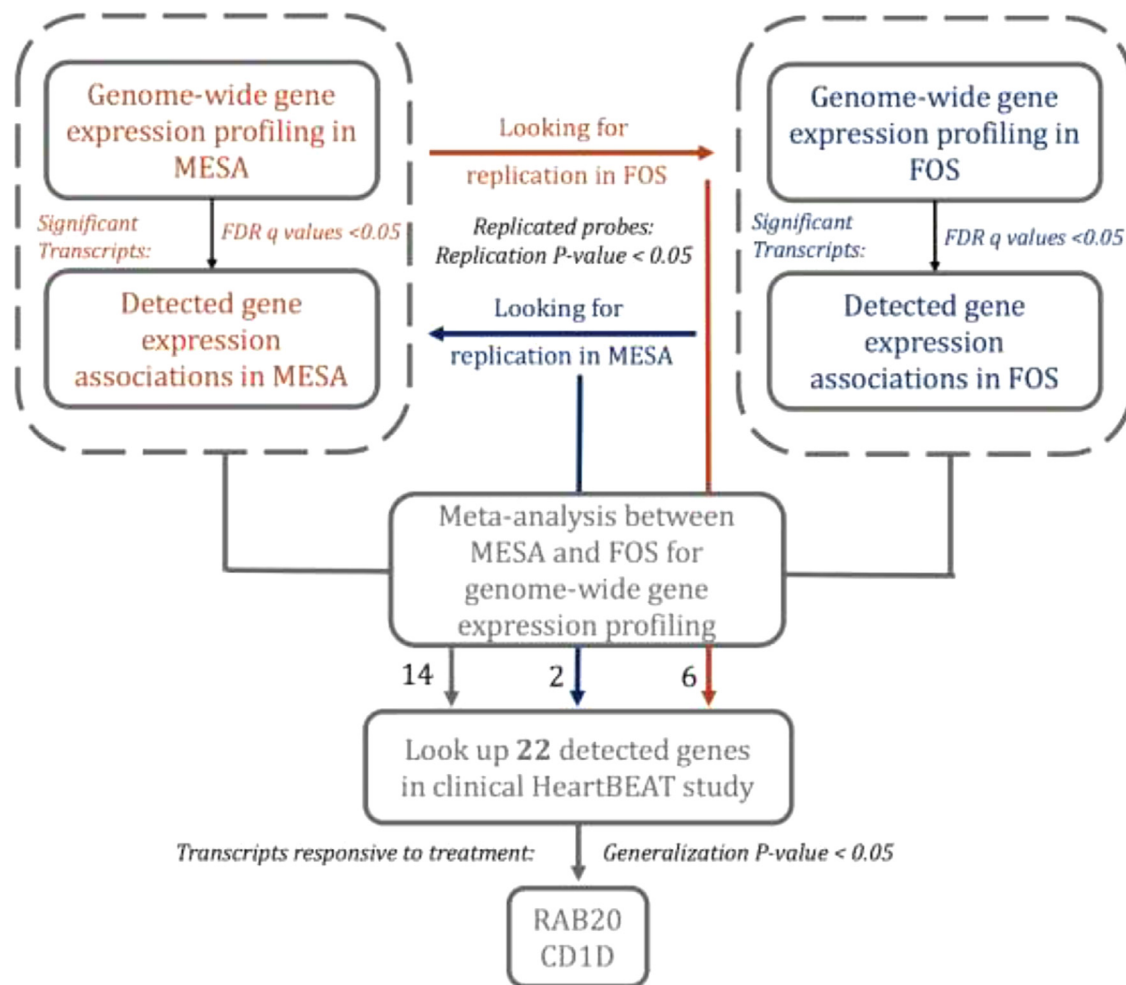 Genome-wide gene
expression profiling in
MESA
Significant
Transcripts:
FDR q values <0.05
Detected gene
expression
associations in MESA
Looking for
replication in FOS
Replicated probes:
Replication P-value < 0.05
Looking for
replication in MESA
Genome-wide gene
expression profiling in
FOS
Significant
Transcripts:
FDR q values <0.05
Detected gene
expression
associations in FOS
Meta-analysis between
MESA and FOS for
genome-wide gene
expression profiling
14
2
6
Look up 22 detected genes
in clinical HeartBEAT study
Transcripts responsive to treatment:
Generalization P-value < 0.05
RAB20
CD1D